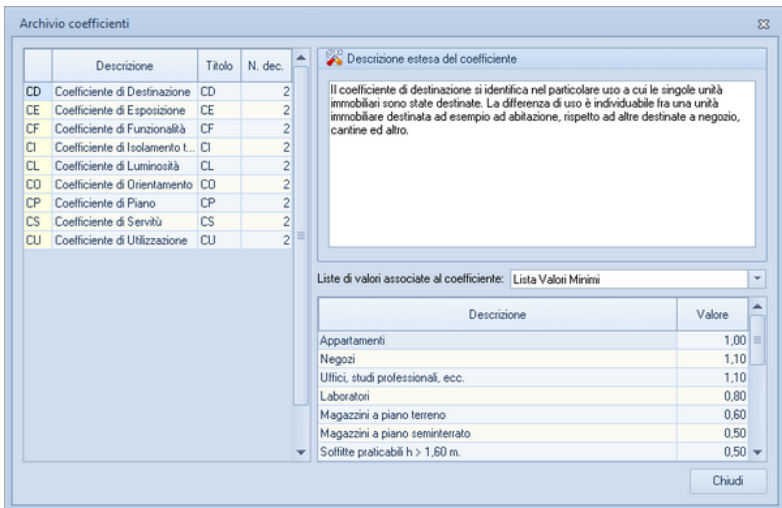 Archivio coefficienti
Descrizione Titolo N. dec.
CD Coefficiente di Destinazione CD 2
CE Coefficiente di Esposizione CE 2
CF Coefficiente di Funzionalità CF 2
CI Coefficiente di Isolamento t... CI 2
CL Coefficiente di Luminosità CL 2
CO Coefficiente di Orientamento CO 2
CP Coefficiente di Piano CP 2
CS Coefficiente di Servitù CS 2
CU Coefficiente di Utilizzazione CU 2
Descrizione estesa del coefficiente
Il coefficiente di destinazione si identifica nel particolare uso a cui le singole unità
immobiliari sono state destinate. La differenza di uso è individuabile fra una unità
immobiliare destinata ad esempio ad abitazione, rispetto ad altre destinate a negozio,
cantine ed altro.
Liste di valori associate al coefficiente: Lista Valori Minimi
Descrizione Valore
Appartamenti 1,00
Negozi 1,10
Uffici, studi professionali, ecc. 1,10
Laboratori 0,80
Magazzini a piano terreno 0,60
Magazzini a piano seminterrato 0,50
Soffitte praticabili h > 1,60 m. 0,50
Chiudi